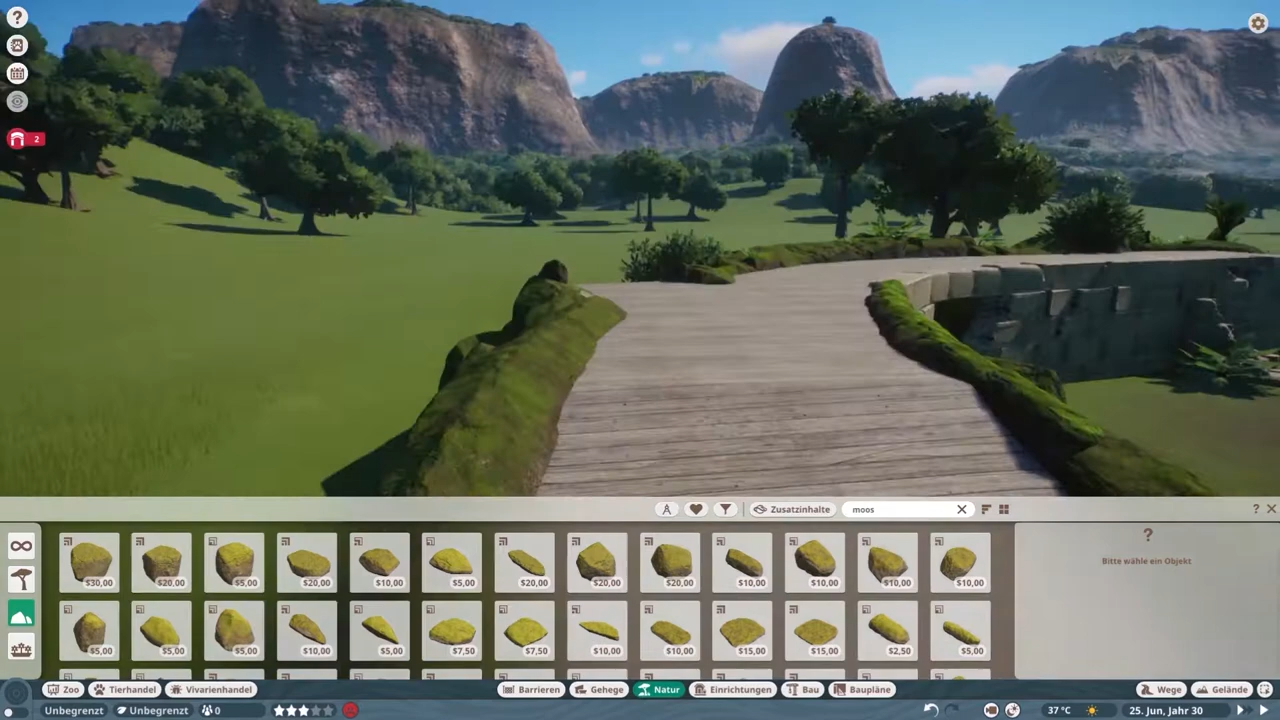 ?
2
Zusatzinhalte
moos
?
$30,00 $20,00 $5,00 $20,00 $10,00 $5,00 $20,00 $20,00 $20,00 $10,00 $10,00 $10,00 $10,00
?
Bitte wähle ein Objekt
$5,00 $5,00 $5,00 $10,00 $5,00 $7,50 $7,50 $10,00 $10,00 $15,00 $15,00 $2,50 $5,00
Zoo Tierhandel Vivarienhandel Barrieren Gehege Natur Einrichtungen Bau Baupläne Wege Gelände
Unbegrenzt Unbegrenzt 0 37 °C 25. Jun, Jahr 30